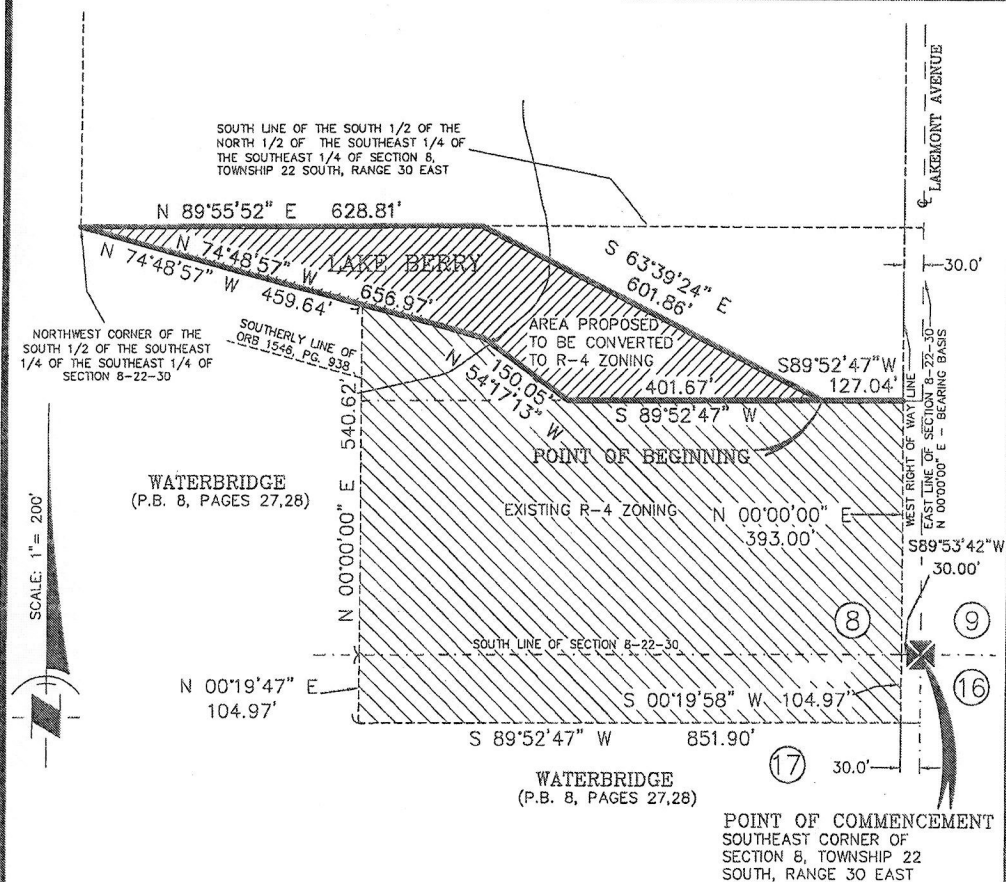 ℄ LAKEMONT AVENUE
SOUTH LINE OF THE SOUTH 1/2 OF THE
NORTH 1/2 OF THE SOUTHEAST 1/4 OF
THE SOUTHEAST 1/4 OF SECTION 8,
TOWNSHIP 22 SOUTH, RANGE 30 EAST
N 89°55'52" E 628.81'
S 63°39'24" E
601.86'
30.0'
N 74°48'57" W
656.97'
LAKE BERRY
N 74°48'57" W 459.64'
NORTHWEST CORNER OF THE
SOUTH 1/2 OF THE SOUTHEAST
1/4 OF THE SOUTHEAST 1/4 OF
SECTION 8-22-30
SOUTHERLY LINE OF
ORB 1546, PG. 938
AREA PROPOSED
TO BE CONVERTED
TO R-4 ZONING
N 54°17'13" W
150.05'
401.67'
S 89°52'47" W
S89°52'47"W
127.04'
WEST RIGHT OF WAY LINE
EAST LINE OF SECTION 8-22-30
N 00°00'00" E - BEARING BASIS
POINT OF BEGINNING
WATERBRIDGE
(P.B. 8, PAGES 27,28)
N 00°00'00" E 540.62'
EXISTING R-4 ZONING
N 00°00'00" E
393.00'
S89°53'42"W
30.00'
SCALE: 1"= 200'
8
9
SOUTH LINE OF SECTION 8-22-30
16
N 00°19'47" E
104.97'
S 00°19'58" W 104.97'
S 89°52'47" W 851.90'
17
30.0'
WATERBRIDGE
(P.B. 8, PAGES 27,28)
POINT OF COMMENCEMENT
SOUTHEAST CORNER OF
SECTION 8, TOWNSHIP 22
SOUTH, RANGE 30 EAST